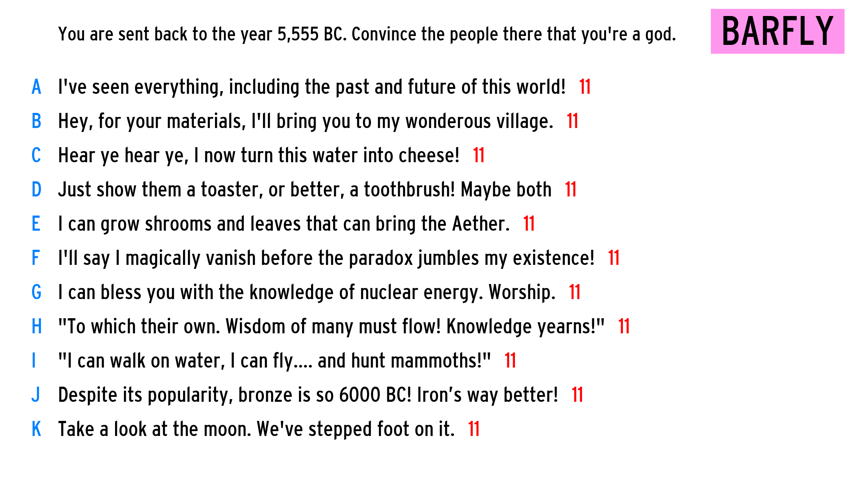 You are sent back to the year 5,555 BC. Convince the people there that you're a god.
BARFLY
A I've seen everything, including the past and future of this world! 11
B Hey, for your materials, I'll bring you to my wonderous village. 11
C Hear ye hear ye, I now turn this water into cheese! 11
D Just show them a toaster, or better, a toothbrush! Maybe both 11
E I can grow shrooms and leaves that can bring the Aether. 11
F I'll say I magically vanish before the paradox jumbles my existence! 11
G I can bless you with the knowledge of nuclear energy. Worship. 11
H "To which their own. Wisdom of many must flow! Knowledge yearns!" 11
I "I can walk on water, I can fly.... and hunt mammoths!" 11
J Despite its popularity, bronze is so 6000 BC! Iron’s way better! 11
K Take a look at the moon. We've stepped foot on it. 11